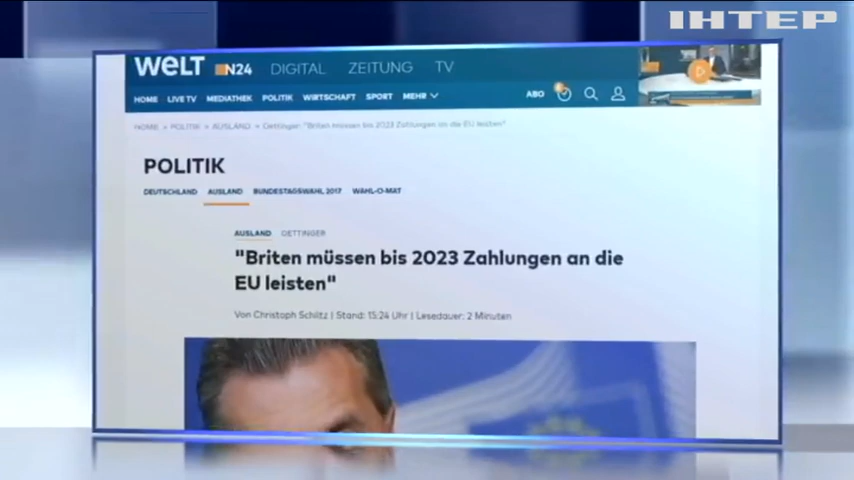 ІНТЕР
WELT N24 DIGITAL ZEITUNG TV
HOME LIVE TV MEDIATHEK POLITIK WIRTSCHAFT SPORT MEHR ABO
HOME » POLITIK » AUSLAND » Oettinger: "Briten müssen bis 2023 Zahlungen an die EU leisten"
POLITIK
DEUTSCHLAND AUSLAND BUNDESTAGSWAHL 2017 WAHL-O-MAT
AUSLAND OETTINGER
"Briten müssen bis 2023 Zahlungen an die
EU leisten"
Von Christoph Schiltz | Stand: 15:24 Uhr | Lesedauer: 2 Minuten